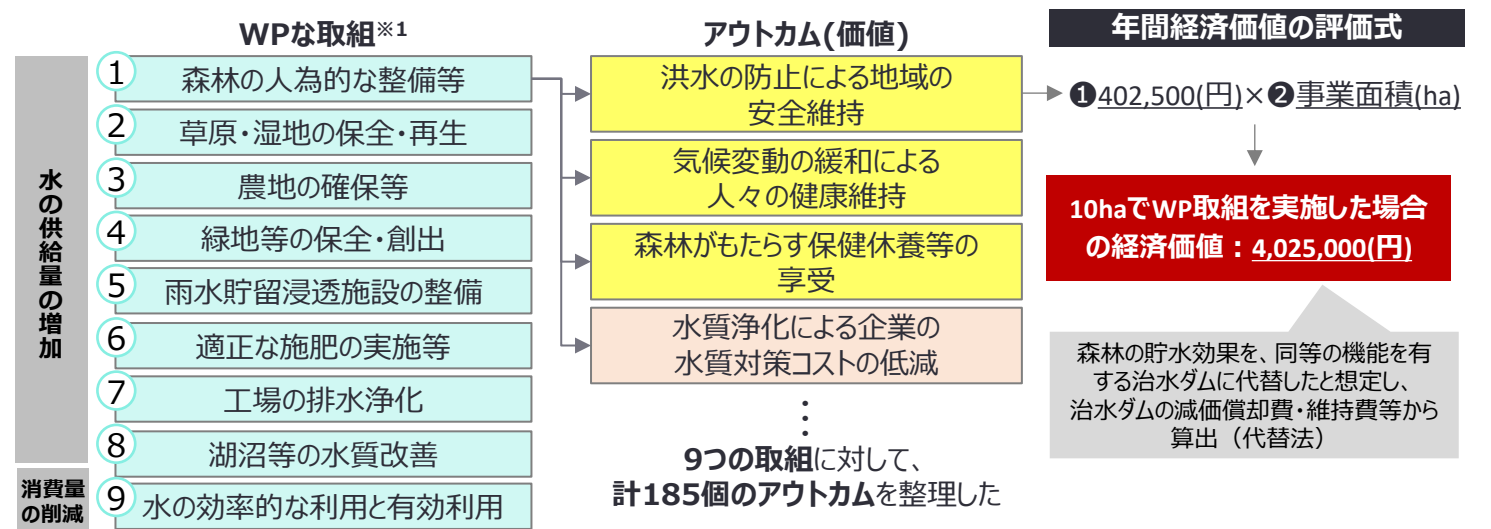 WPな取組※1
アウトカム(価値)
年間経済価値の評価式
水の供給量の増加
① 森林の人為的な整備等
② 草原・湿地の保全・再生
③ 農地の確保等
④ 緑地等の保全・創出
⑤ 雨水貯留浸透施設の整備
⑥ 適正な施肥の実施等
⑦ 工場の排水浄化
⑧ 湖沼等の水質改善
消費量
の削減
⑨ 水の効率的な利用と有効利用
洪水の防止による地域の
安全維持
気候変動の緩和による
人々の健康維持
森林がもたらす保健休養等の
享受
水質浄化による企業の
水質対策コストの低減
⋮
9つの取組に対して、
計185個のアウトカムを整理した
❶402,500(円)×❷事業面積(ha)
10haでWP取組を実施した場合
の経済価値：4,025,000(円)
森林の貯水効果を、同等の機能を有
する治水ダムに代替したと想定し、
治水ダムの減価償却費・維持費等から
算出（代替法）